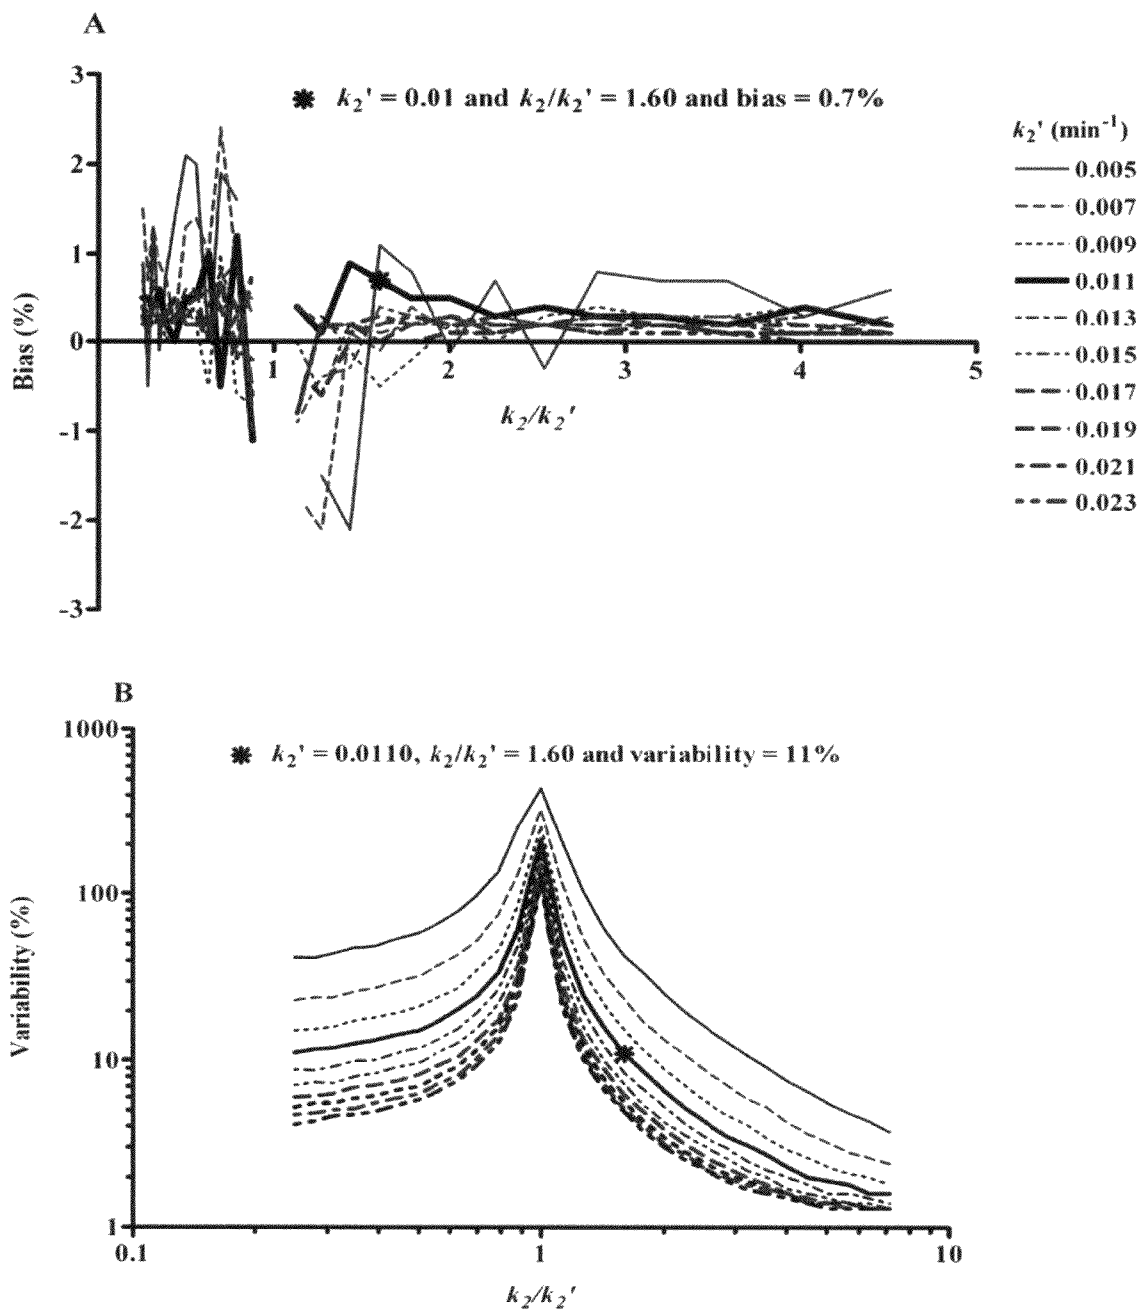 A
3
2
1
0
-1
-2
-3
Bias (%)
✱ k₂' = 0.01 and k₂/k₂' = 1.60 and bias = 0.7%
1 2 3 4 5
k₂/k₂'
k₂' (min⁻¹)
0.005
0.007
0.009
0.011
0.013
0.015
0.017
0.019
0.021
0.023
B
1000
100
10
1
Variability (%)
✱ k₂' = 0.0110, k₂/k₂' = 1.60 and variability = 11%
0.1 1 10
k₂/k₂'